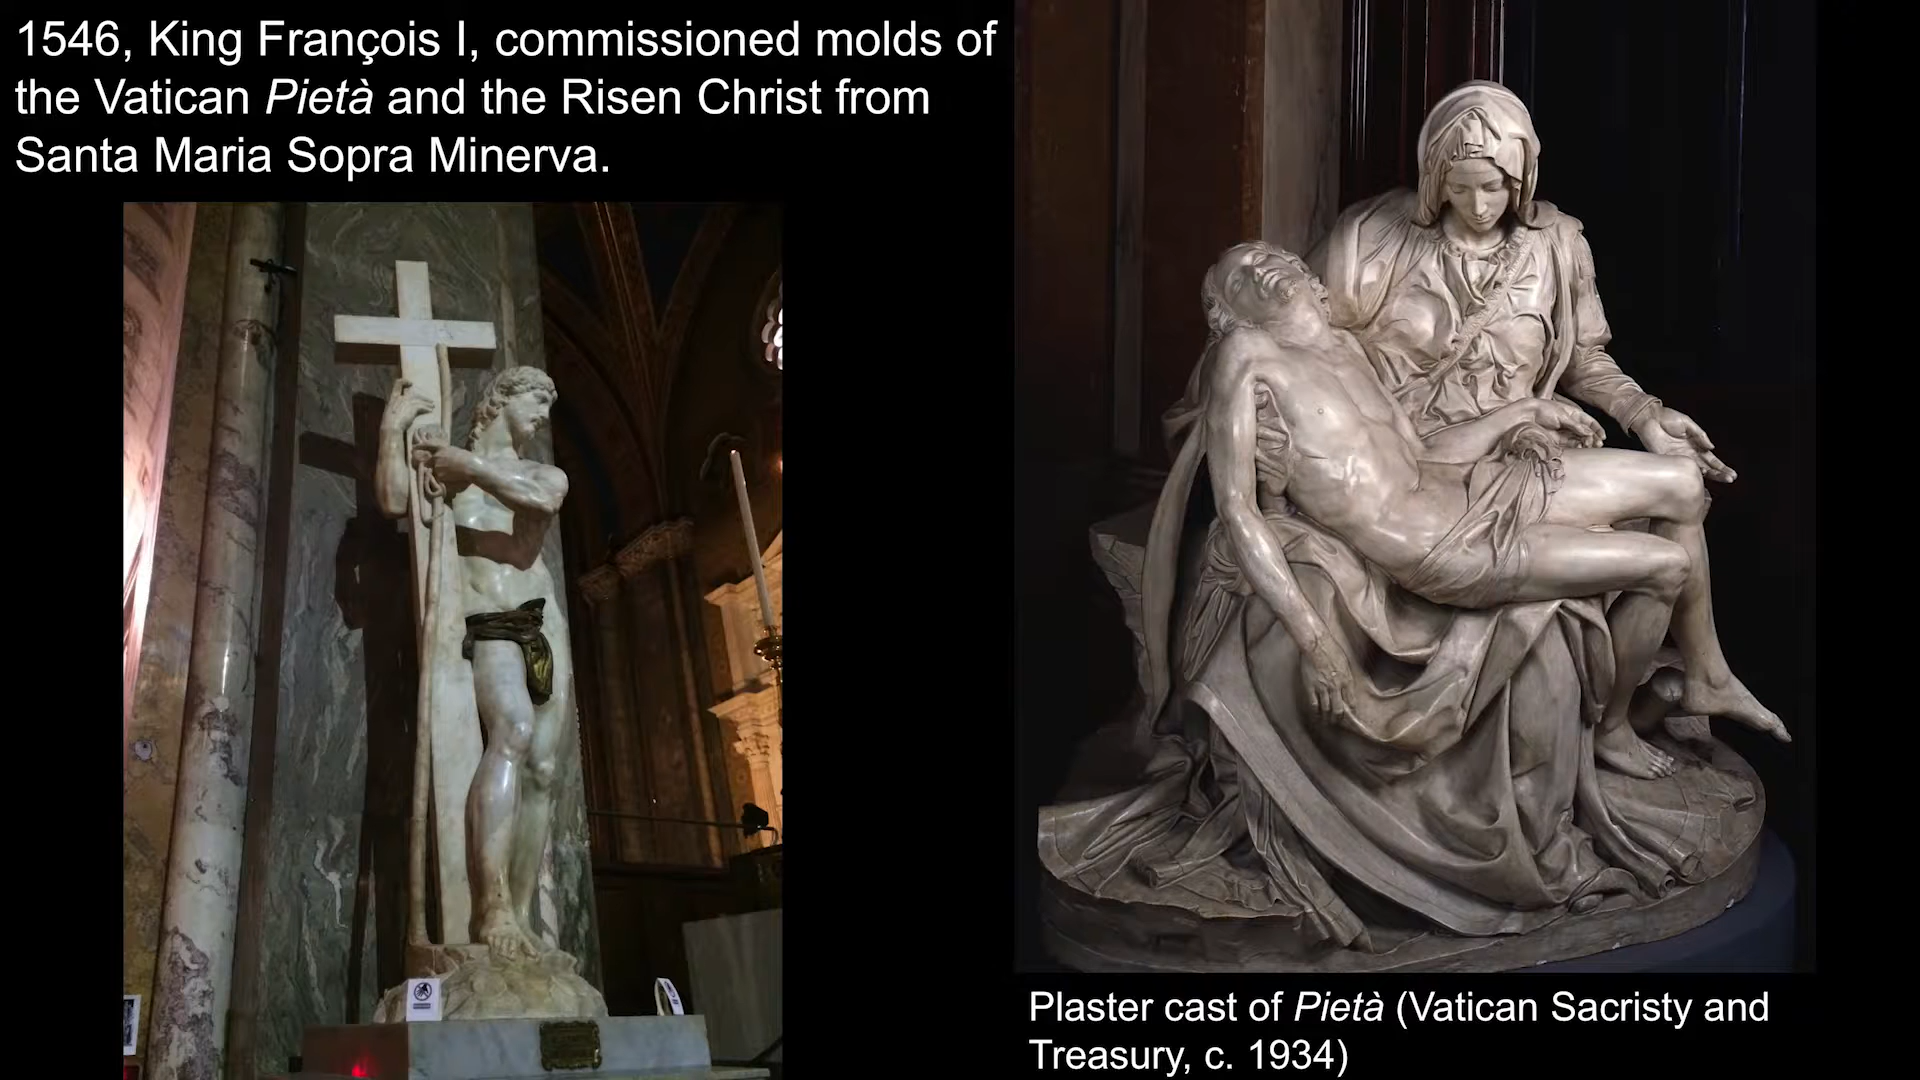 1546, King François I, commissioned molds of
the Vatican Pietà and the Risen Christ from
Santa Maria Sopra Minerva.
Plaster cast of Pietà (Vatican Sacristy and
Treasury, c. 1934)